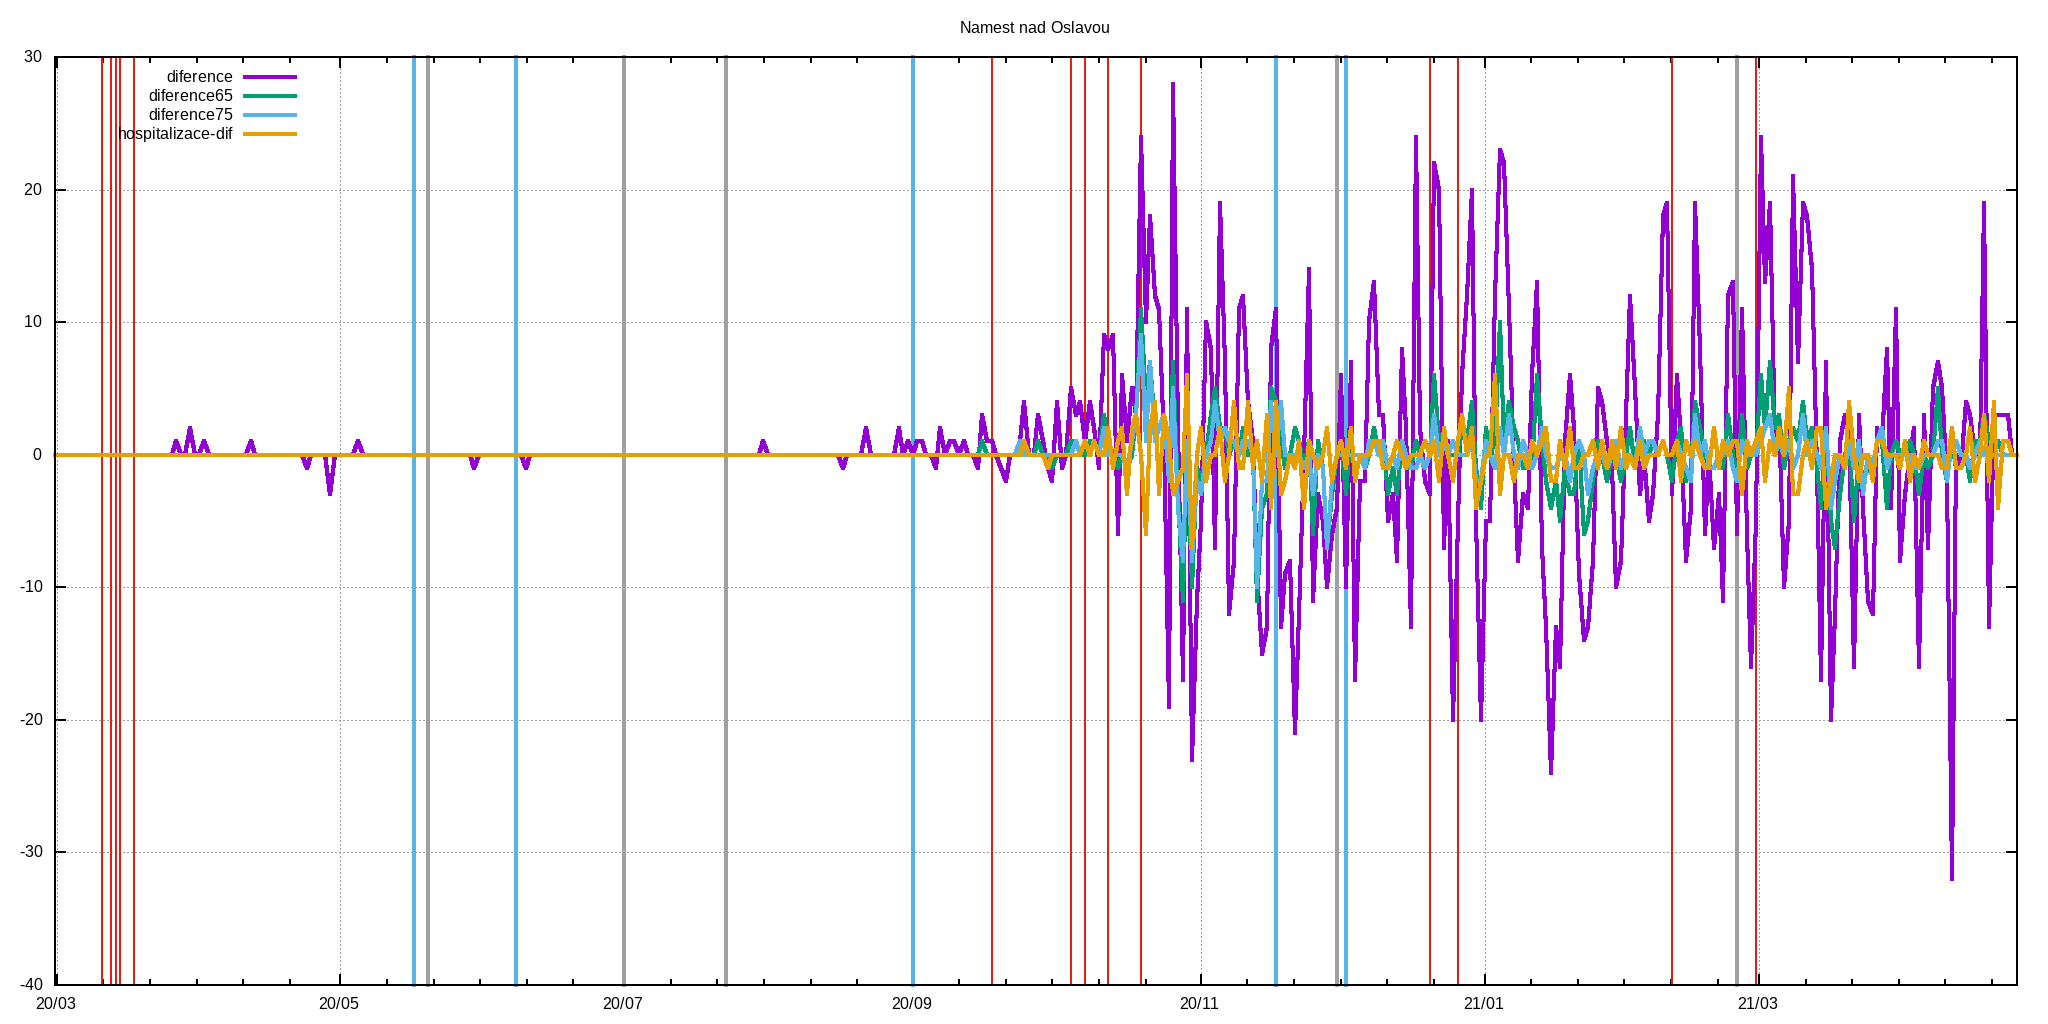 Namest nad Oslavou
30
20
10
0
-10
-20
-30
-40
diference
diference65
diference75
hospitalizace-dif
20/03 20/05 20/07 20/09 20/11 21/01 21/03